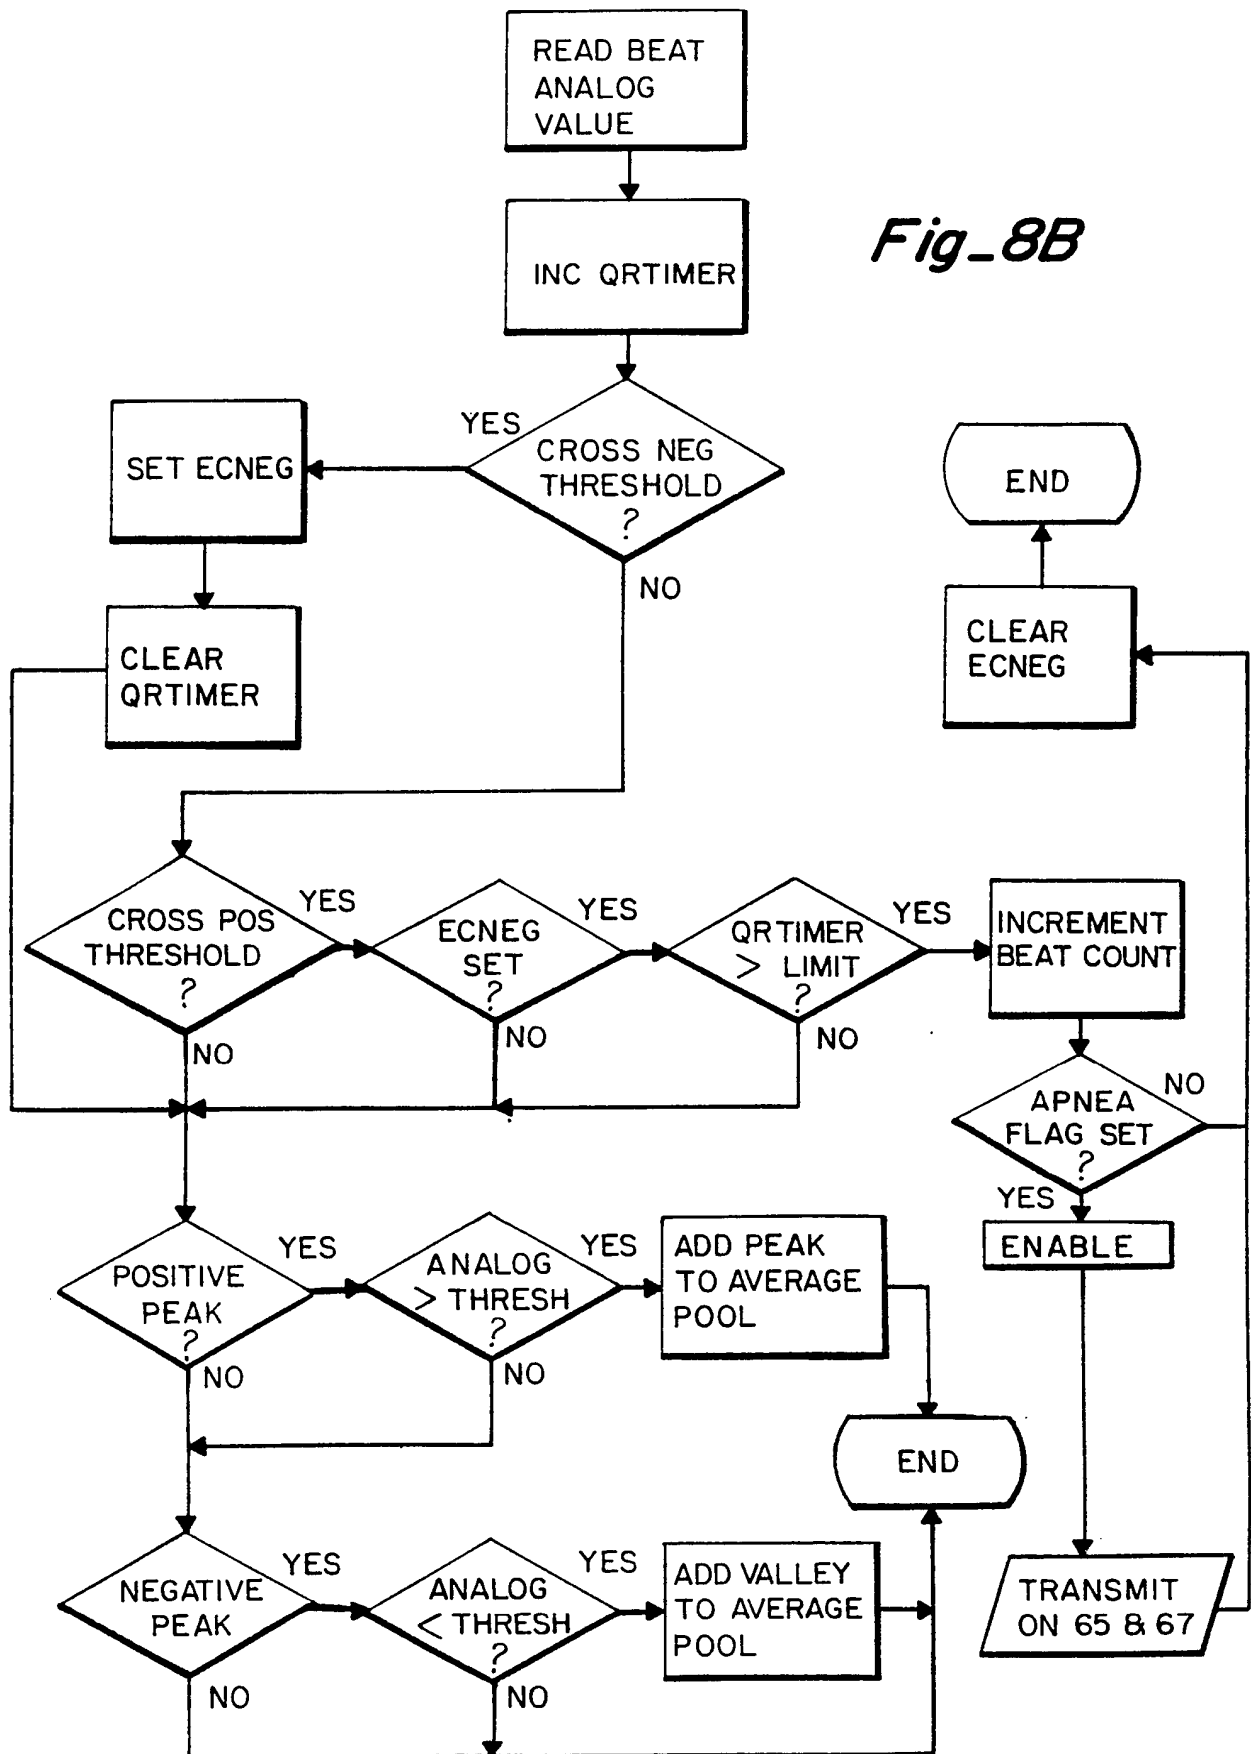 READ BEAT
ANALOG
VALUE
INC QRTIMER
Fig_8B
YES
CROSS NEG
THRESHOLD
?
NO
SET ECNEG
CLEAR
QRTIMER
END
CLEAR
ECNEG
CROSS POS
THRESHOLD
?
YES
NO
ECNEG
SET
?
YES
NO
QRTIMER
> LIMIT
?
YES
NO
INCREMENT
BEAT COUNT
APNEA
FLAG SET
?
NO
YES
ENABLE
POSITIVE
PEAK
?
YES
NO
ANALOG
> THRESH
?
YES
NO
ADD PEAK
TO AVERAGE
POOL
END
NEGATIVE
PEAK
YES
NO
ANALOG
< THRESH
?
YES
NO
ADD VALLEY
TO AVERAGE
POOL
TRANSMIT
ON 65 & 67